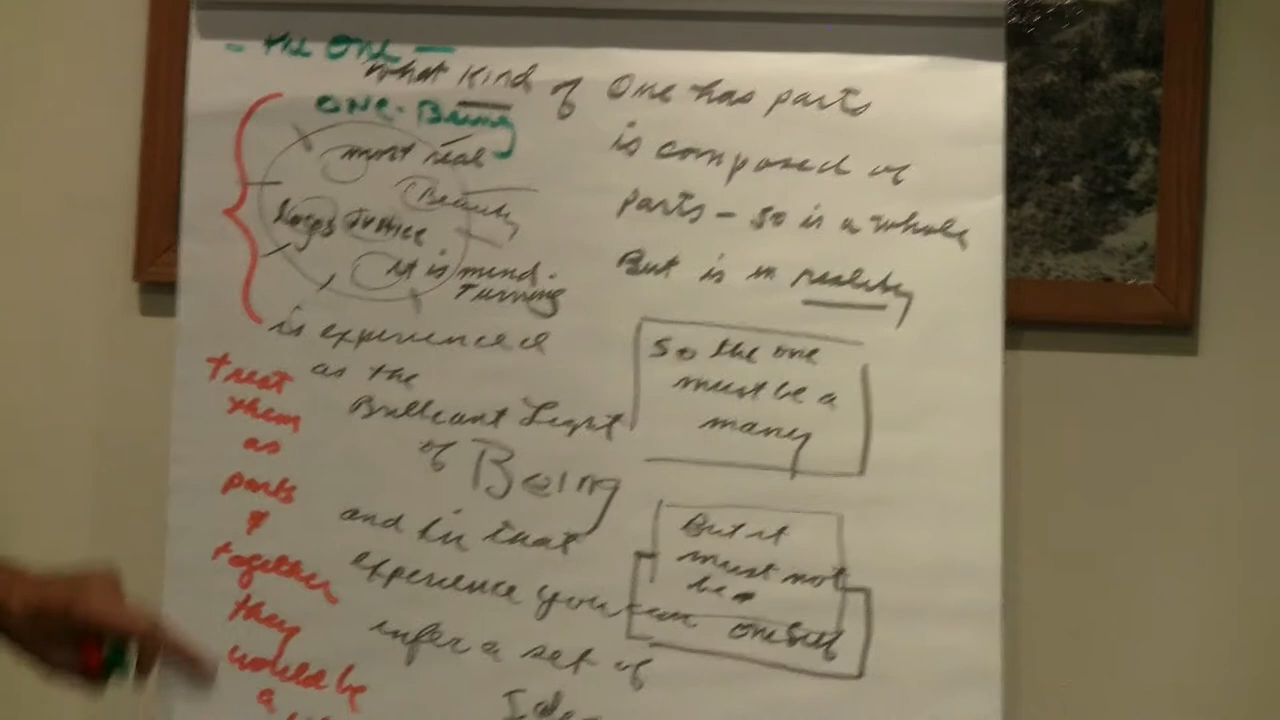 - the One -
what kind of One has parts
One-Being
most real
Beauty
Justice
it is mind-
Turning
is composed of
parts - so is a whole
But is in reality
is experienced
as the
Brilliant Light
of Being
and in that
experience you can
infer a set of
So the one
must be a
many
But it
must not
be
one
treat
them
as
parts
&
together
they
would be
a